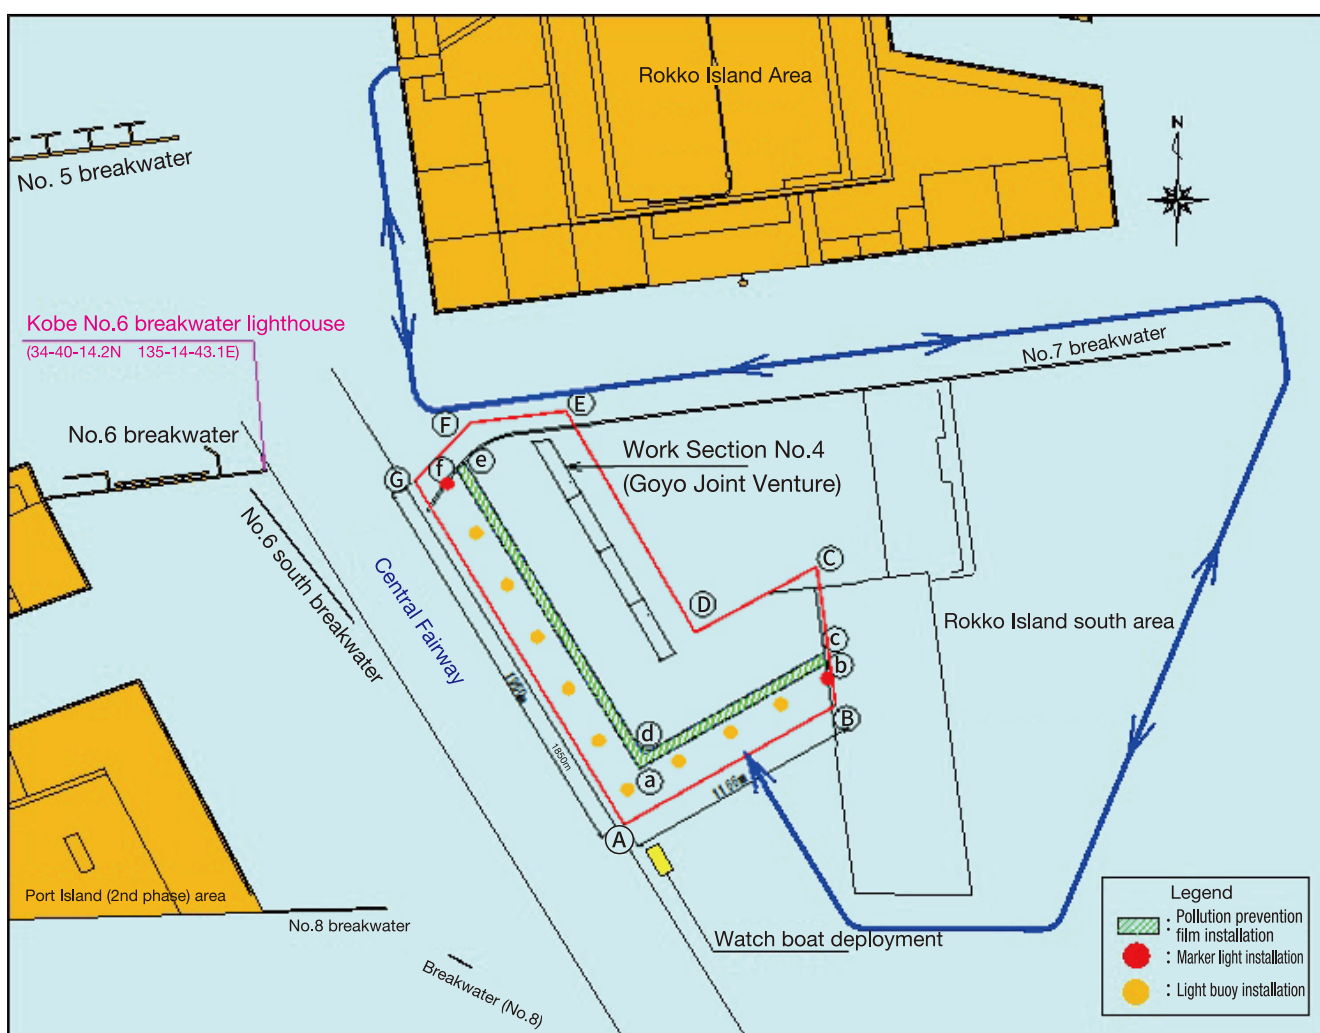 Rokko Island Area
N
No. 5 breakwater
Kobe No.6 breakwater lighthouse
(34-40-14.2N 135-14-43.1E)
No.7 breakwater
E
F
No.6 breakwater
Work Section No.4
(Goyo Joint Venture)
G
f
e
No.6 south breakwater
Central Fairway
C
D
Rokko Island south area
c
b
B
d
a
1850m
A
Port Island (2nd phase) area
No.8 breakwater
Watch boat deployment
Breakwater (No.8)
Legend
: Pollution prevention
film installation
: Marker light installation
: Light buoy installation